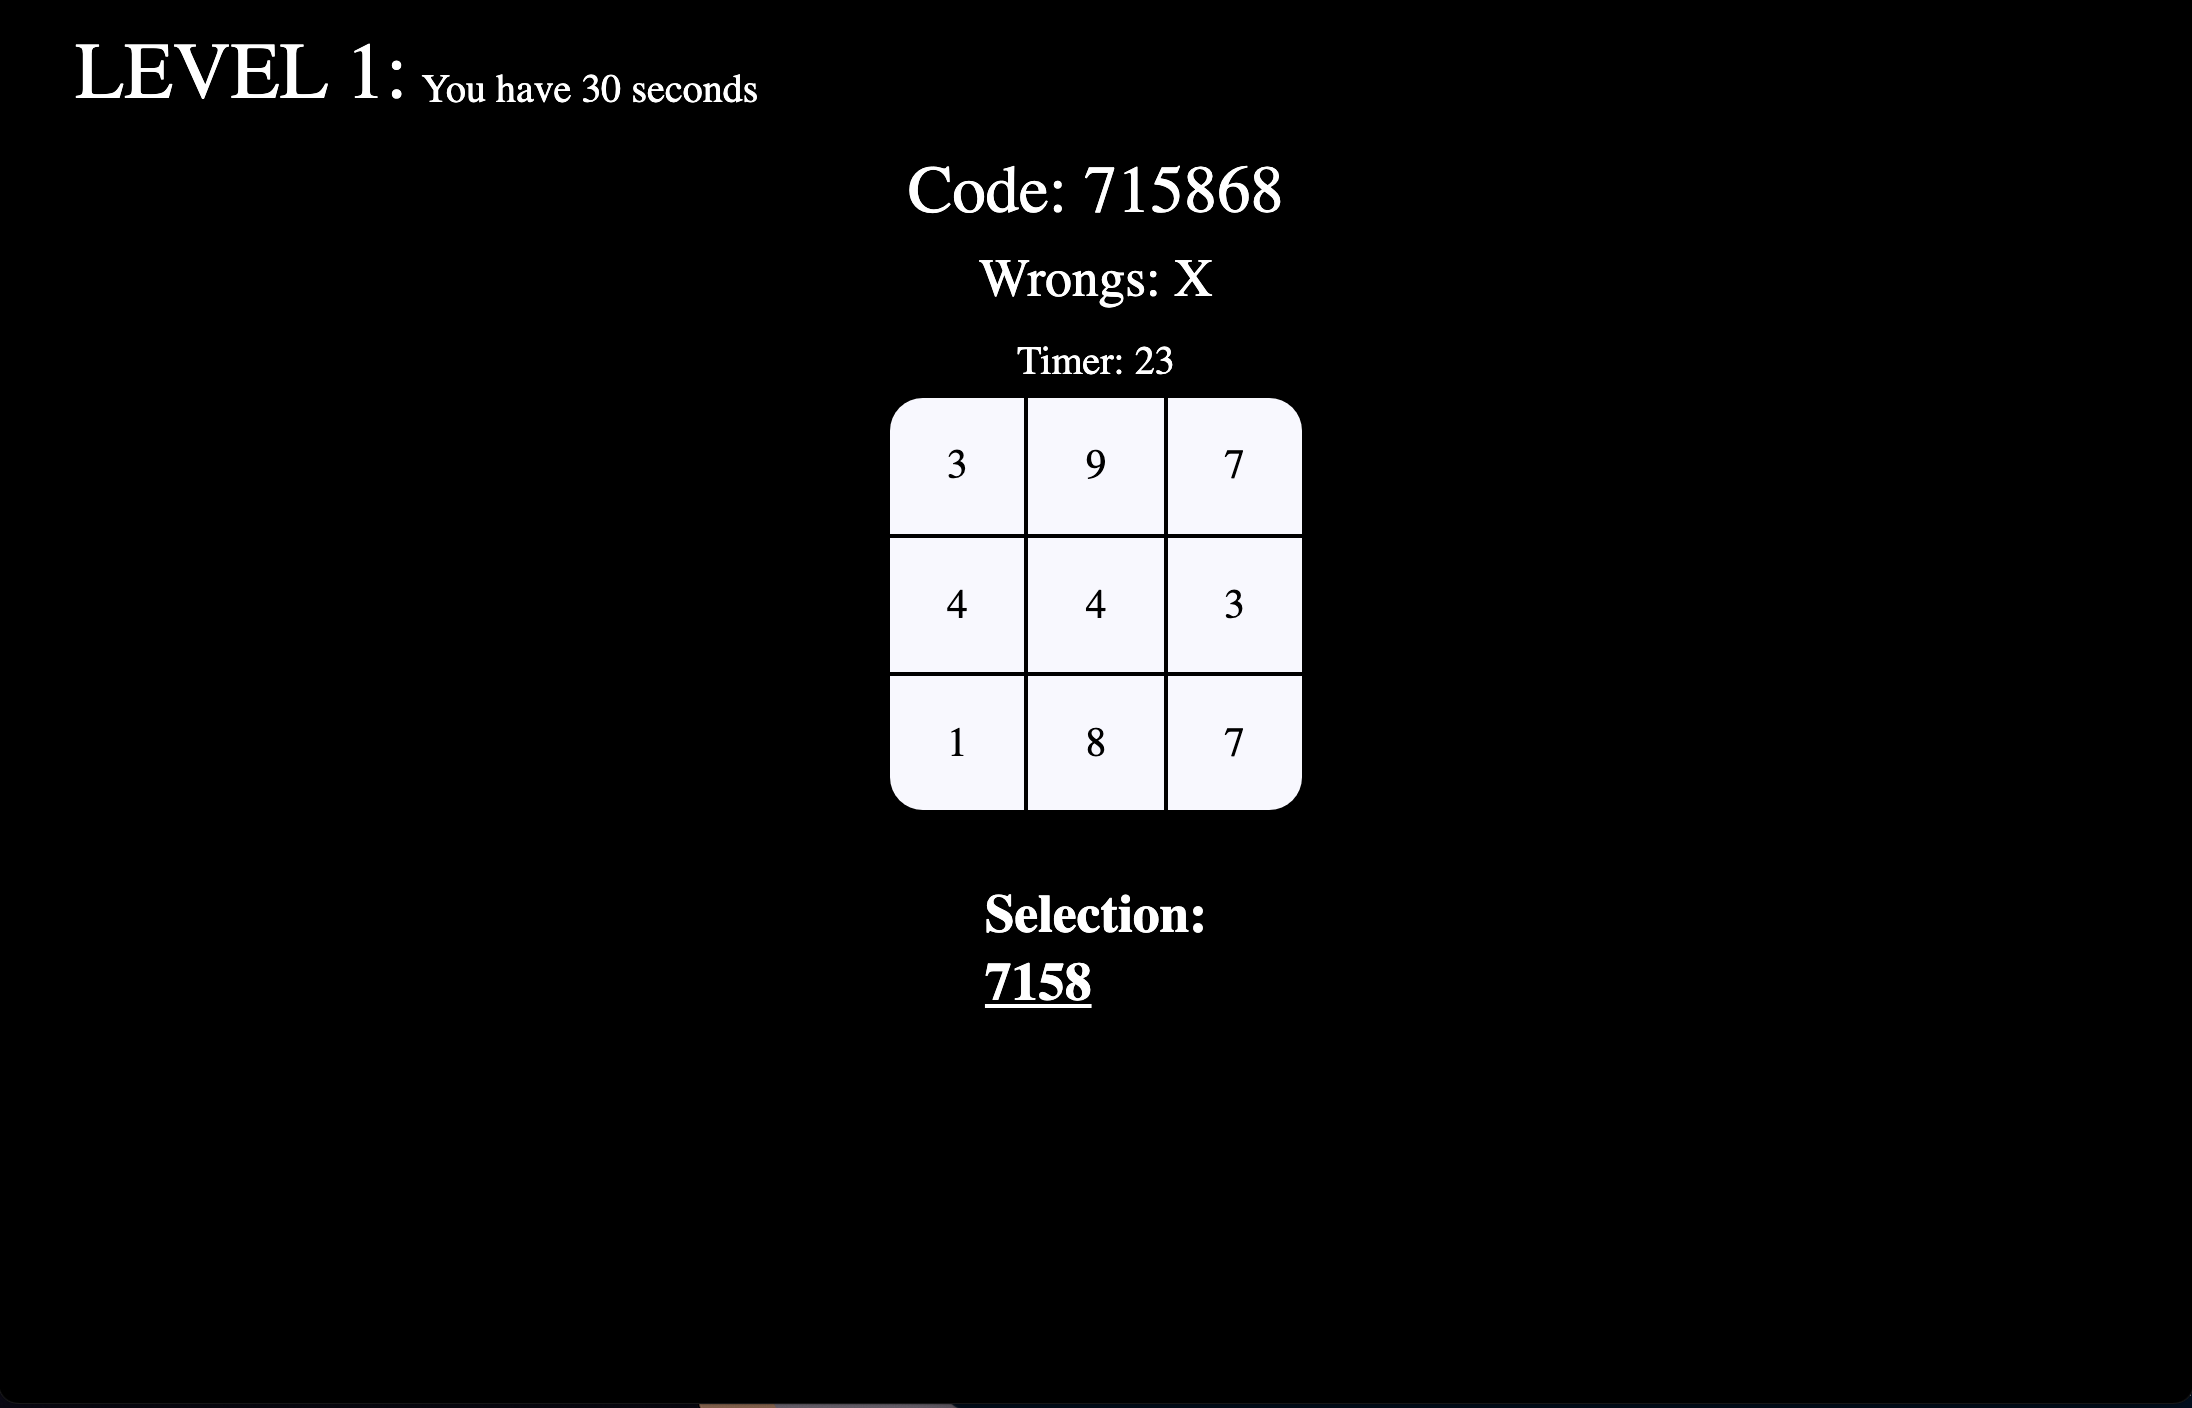 LEVEL 1: You have 30 seconds
Code: 715868
Wrongs: X
Timer: 23
3 9 7
4 4 3
1 8 7
Selection:
7158